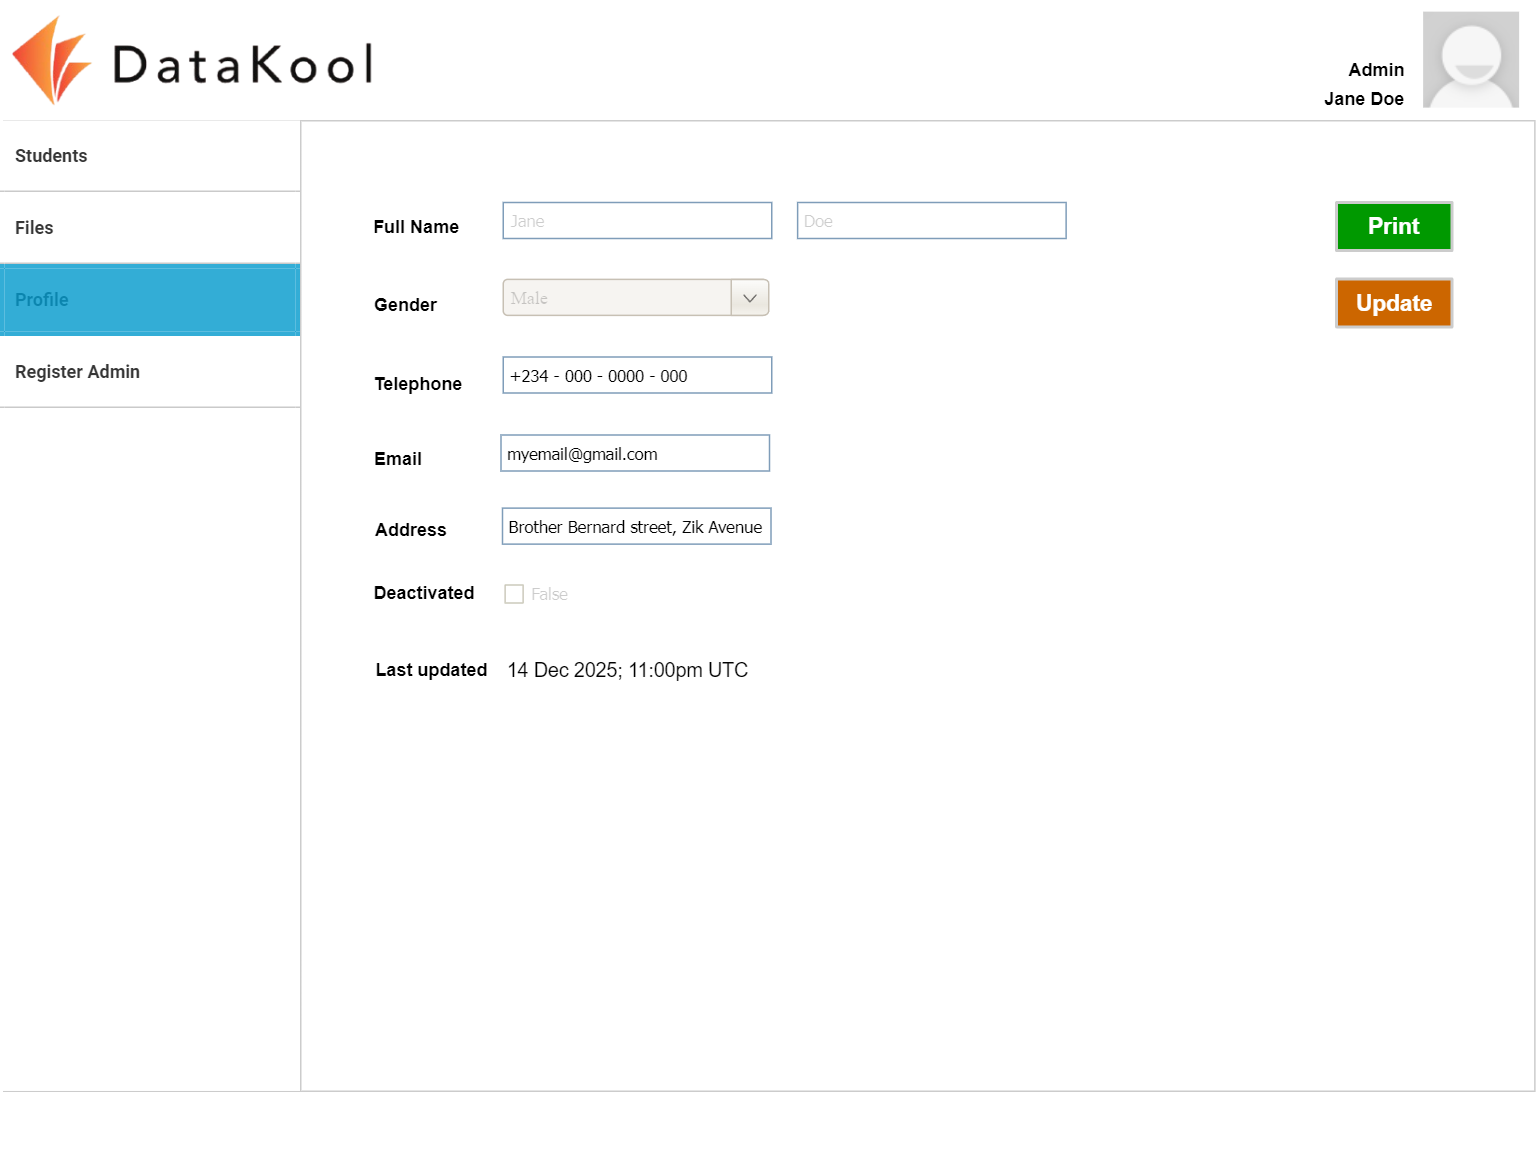 DataKool
Admin
Jane Doe
Students
Files
Profile
Register Admin
Full Name Jane Doe
Print
Gender Male
Update
Telephone +234 - 000 - 0000 - 000
Email myemail@gmail.com
Address Brother Bernard street, Zik Avenue
Deactivated False
Last updated 14 Dec 2025; 11:00pm UTC